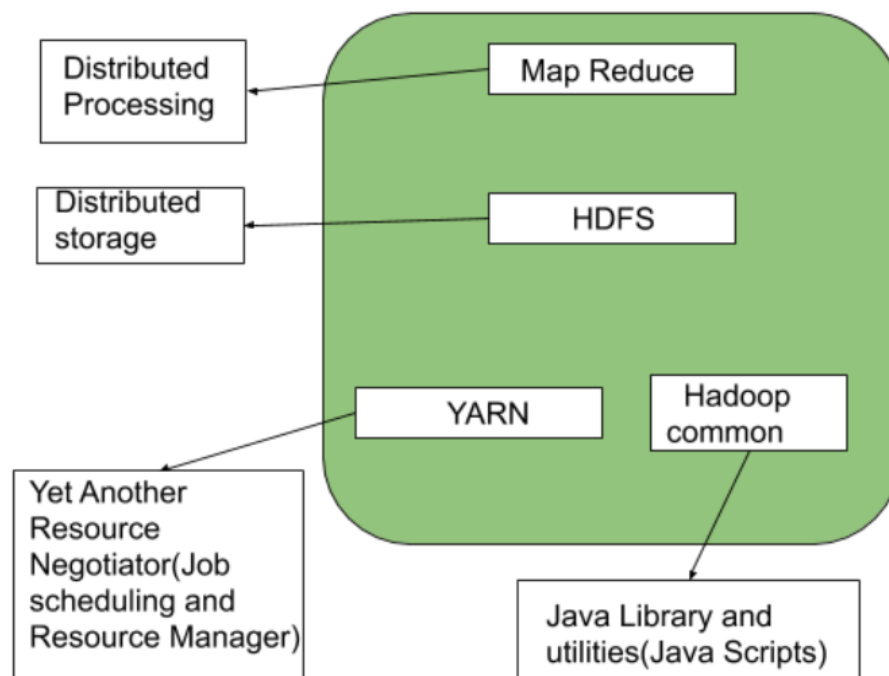 Distributed
Processing
Map Reduce
Distributed
storage
HDFS
YARN
Hadoop
common
Yet Another
Resource
Negotiator(Job
scheduling and
Resource Manager)
Java Library and
utilities(Java Scripts)